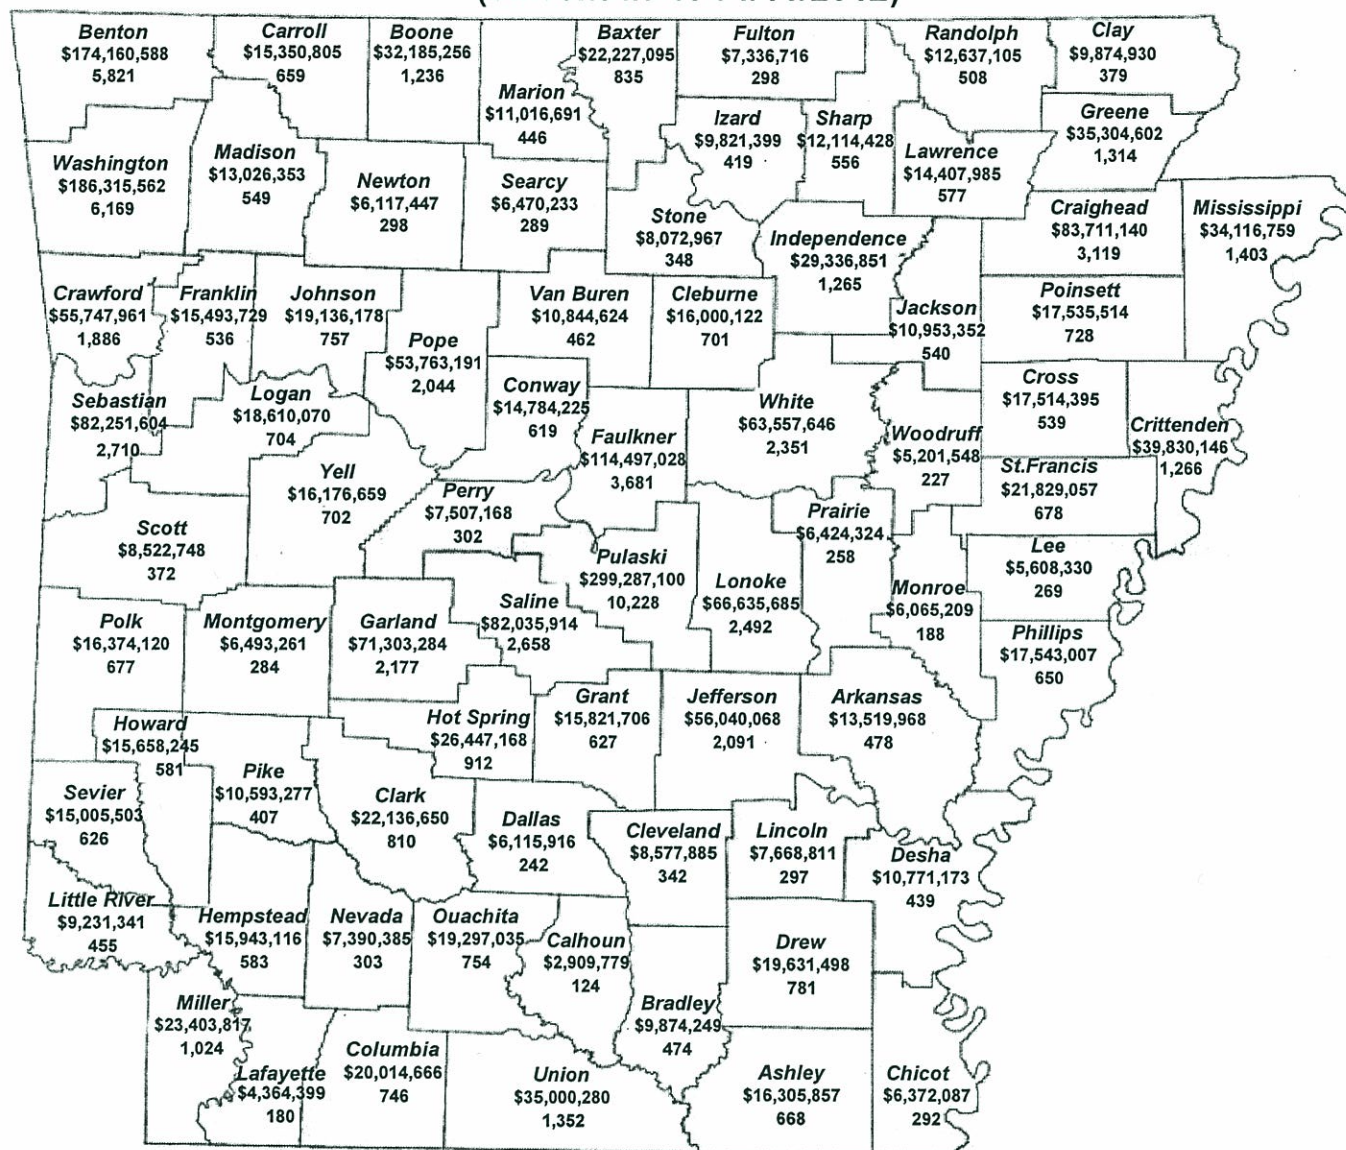 Benton
$174,160,588
5,821
Carroll
$15,350,805
659
Boone
$32,185,256
1,236
Marion
$11,016,691
446
Baxter
$22,227,095
835
Fulton
$7,336,716
298
Randolph
$12,637,105
508
Clay
$9,874,930
379
Washington
$186,315,562
6,169
Madison
$13,026,353
549
Newton
$6,117,447
298
Searcy
$6,470,233
289
Stone
$8,072,967
348
Izard
$9,821,399
419
Sharp
$12,114,428
556
Lawrence
$14,407,985
577
Greene
$35,304,602
1,314
Independence
$29,336,851
1,265
Craighead
$83,711,140
3,119
Mississippi
$34,116,759
1,403
Crawford
$55,747,961
1,886
Franklin
$15,493,729
536
Johnson
$19,136,178
757
Pope
$53,763,191
2,044
Van Buren
$10,844,624
462
Cleburne
$16,000,122
701
Jackson
$10,953,352
540
Poinsett
$17,535,514
728
Sebastian
$82,251,604
2,710
Logan
$18,610,070
704
Conway
$14,784,225
619
Faulkner
$114,497,028
3,681
White
$63,557,646
2,351
Woodruff
$5,201,548
227
Cross
$17,514,395
539
Crittenden
$39,830,146
1,266
St.Francis
$21,829,057
678
Scott
$8,522,748
372
Yell
$16,176,659
702
Perry
$7,507,168
302
Pulaski
$299,287,100
10,228
Lonoke
$66,635,685
2,492
Prairie
$6,424,324
258
Monroe
$6,065,209
188
Lee
$5,608,330
269
Phillips
$17,543,007
650
Polk
$16,374,120
677
Montgomery
$6,493,261
284
Garland
$71,303,284
2,177
Saline
$82,035,914
2,658
Hot Spring
$26,447,168
912
Grant
$15,821,706
627
Jefferson
$56,040,068
2,091
Arkansas
$13,519,968
478
Howard
$15,658,245
581
Pike
$10,593,277
407
Clark
$22,136,650
810
Dallas
$6,115,916
242
Cleveland
$8,577,885
342
Lincoln
$7,668,811
297
Desha
$10,771,173
439
Sevier
$15,005,503
626
Little River
$9,231,341
455
Hempstead
$15,943,116
583
Nevada
$7,390,385
303
Ouachita
$19,297,035
754
Calhoun
$2,909,779
124
Bradley
$9,874,249
474
Drew
$19,631,498
781
Miller
$23,403,817
1,024
Lafayette
$4,364,399
180
Columbia
$20,014,666
746
Union
$35,000,280
1,352
Ashley
$16,305,857
668
Chicot
$6,372,087
292